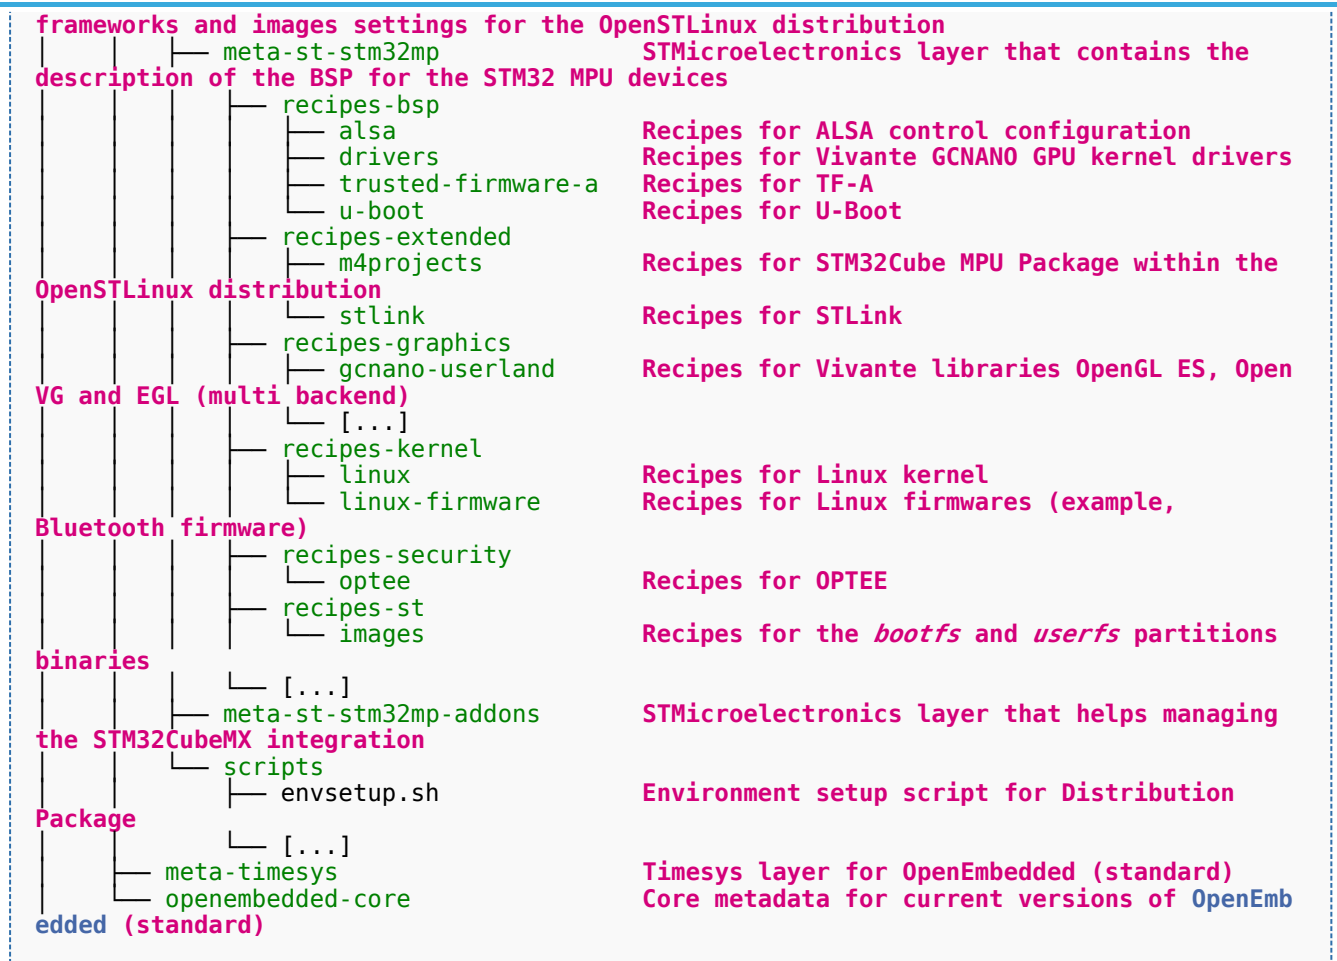 frameworks and images settings for the OpenSTLinux distribution
│    │   ├── meta-st-stm32mp              STMicroelectronics layer that contains the
description of the BSP for the STM32 MPU devices
│    │   │   ├── recipes-bsp
│    │   │   │   ├── alsa                 Recipes for ALSA control configuration
│    │   │   │   ├── drivers              Recipes for Vivante GCNANO GPU kernel drivers
│    │   │   │   ├── trusted-firmware-a   Recipes for TF-A
│    │   │   │   └── u-boot               Recipes for U-Boot
│    │   │   ├── recipes-extended
│    │   │   │   ├── m4projects           Recipes for STM32Cube MPU Package within the
OpenSTLinux distribution
│    │   │   │   └── stlink               Recipes for STLink
│    │   │   ├── recipes-graphics
│    │   │   │   ├── gcnano-userland      Recipes for Vivante libraries OpenGL ES, Open
VG and EGL (multi backend)
│    │   │   │   └── [...]
│    │   │   ├── recipes-kernel
│    │   │   │   ├── linux                Recipes for Linux kernel
│    │   │   │   └── linux-firmware       Recipes for Linux firmwares (example,
Bluetooth firmware)
│    │   │   ├── recipes-security
│    │   │   │   └── optee                Recipes for OPTEE
│    │   │   ├── recipes-st
│    │   │   │   └── images               Recipes for the bootfs and userfs partitions
binaries
│    │   │   └── [...]
│    │   ├── meta-st-stm32mp-addons       STMicroelectronics layer that helps managing
the STM32CubeMX integration
│    │   └── scripts
│    │       ├── envsetup.sh              Environment setup script for Distribution
Package
│    │       └── [...]
│    ├── meta-timesys                     Timesys layer for OpenEmbedded (standard)
│    └── openembedded-core                Core metadata for current versions of OpenEmb
edded (standard)